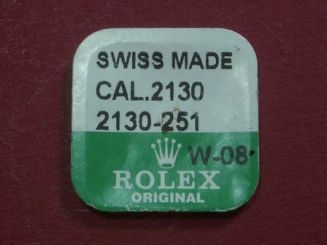 SWISS MADE
CAL.2130
2130-251
W-08
ROLEX
ORIGINAL